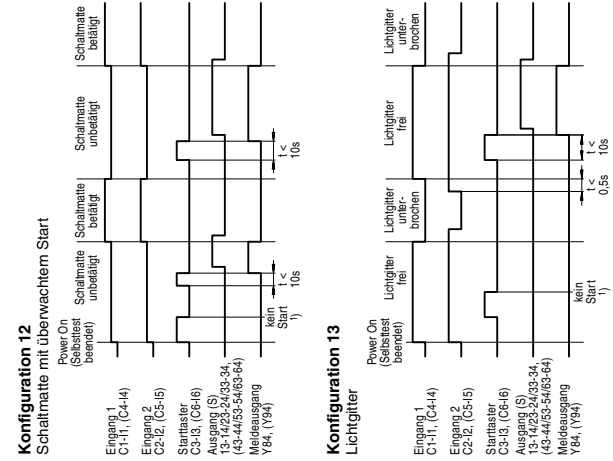 Konfiguration 12
Schaltmatte mit überwachtem Start
Power On
(Selbsttest
beendet)
Schaltmatte
unbetätigt
Schaltmatte
betätigt
Schaltmatte
unbetätigt
Schaltmatte
betätigt
Eingang 1
C1-I1, (C4-I4)
Eingang 2
C2-I2, (C5-I5)
Starttaster
C3-I3, (C6-I6)
Ausgang (S)
13-14/23-24/33-34,
(43-44/53-54/63-64)
Meldeausgang
Y84, (Y94)
kein
Start
1)
t <
10s
t <
10s
Konfiguration 13
Lichtgitter
Power On
(Selbsttest
beendet)
Lichtgitter
frei
Lichtgitter
unter-
brochen
Lichtgitter
frei
Lichtgitter
unter-
brochen
Eingang 1
C1-I1, (C4-I4)
Eingang 2
C2-I2, (C5-I5)
Starttaster
C3-I3, (C6-I6)
Ausgang (S)
13-14/23-24/33-34,
(43-44/53-54/63-64)
Meldeausgang
Y84, (Y94)
kein
Start
1)
t <
0,5s
t <
10s